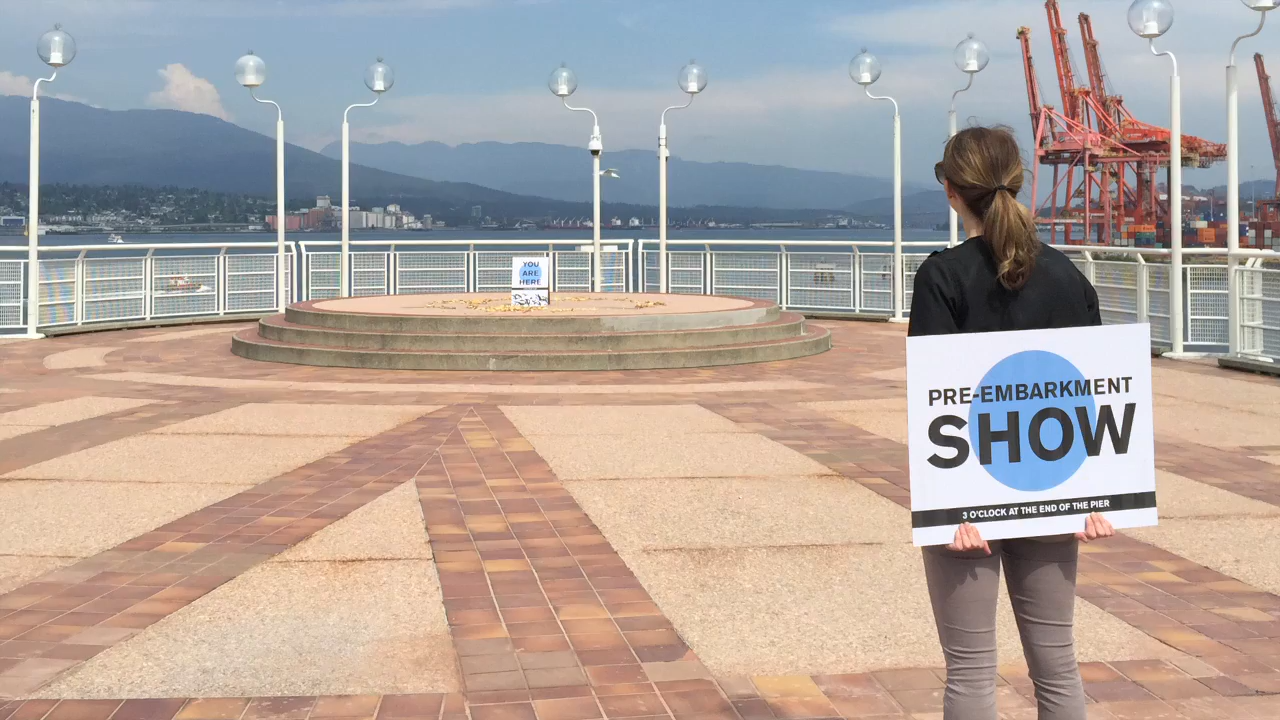 YOU
ARE
HERE
PRE-EMBARKMENT
SHOW
3 O'CLOCK AT THE END OF THE PIER